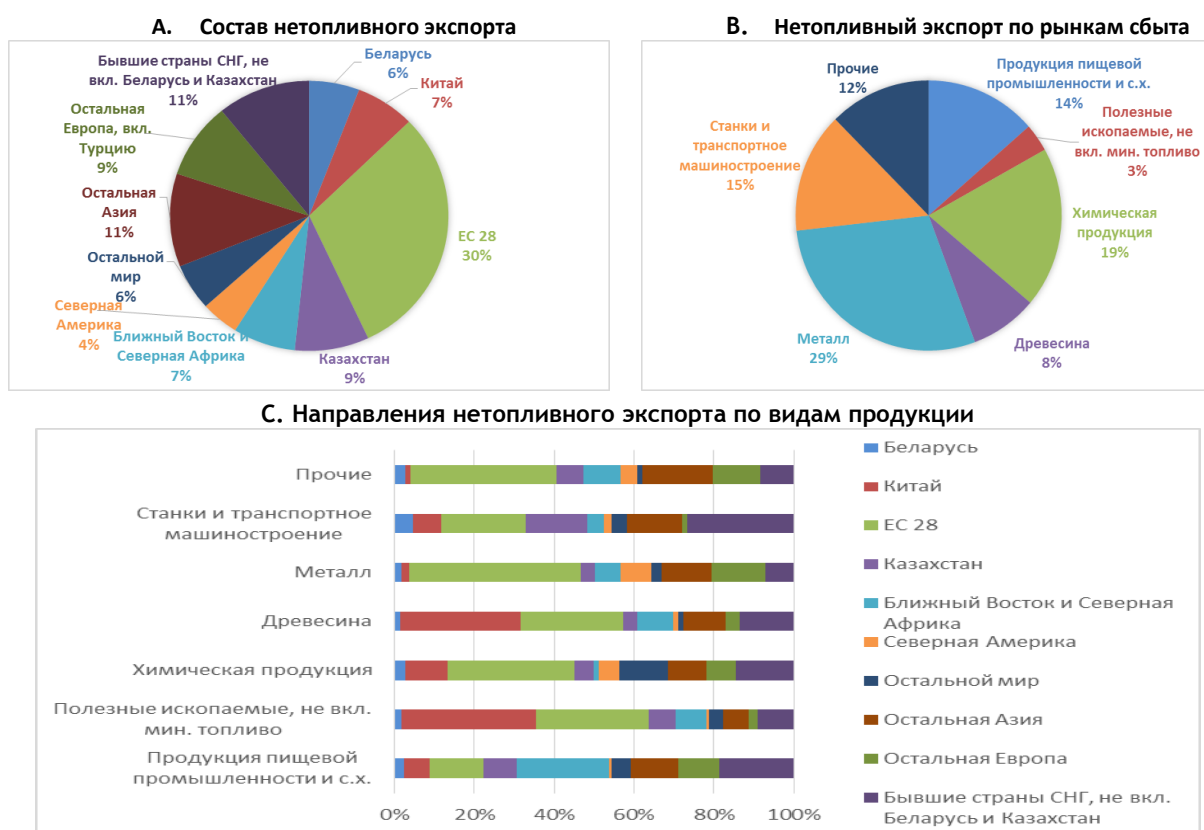 A. Состав нетопливного экспорта
Бывшие страны СНГ, не
вкл. Беларусь и Казахстан
11%
Беларусь
6%
Китай
7%
Остальная
Европа, вкл.
Турцию
9%
Остальная
Азия
11%
ЕС 28
30%
Остальной
мир
6%
Северная
Америка
4%
Ближный Восток и
Северная Африка
7%
Казахстан
9%
B. Нетопливный экспорт по рынкам сбыта
Прочие
12%
Продукция пищевой
промышленности и с.х.
14%
Станки и
транспортное
машиностроение
15%
Полезные
ископаемые, не
вкл. мин. топливо
3%
Химическая
продукция
19%
Металл
29%
Древесина
8%
C. Направления нетопливного экспорта по видам продукции
Прочие
Станки и транспортное
машиностроение
Металл
Древесина
Химическая продукция
Полезные ископаемые, не вкл.
мин. топливо
Продукция пищевой
промышленности и с.х.
0% 20% 40% 60% 80% 100%
Беларусь
Китай
ЕС 28
Казахстан
Ближный Восток и Северная
Африка
Северная Америка
Остальной мир
Остальная Азия
Остальная Европа
Бывшие страны СНГ, не вкл.
Беларусь и Казахстан